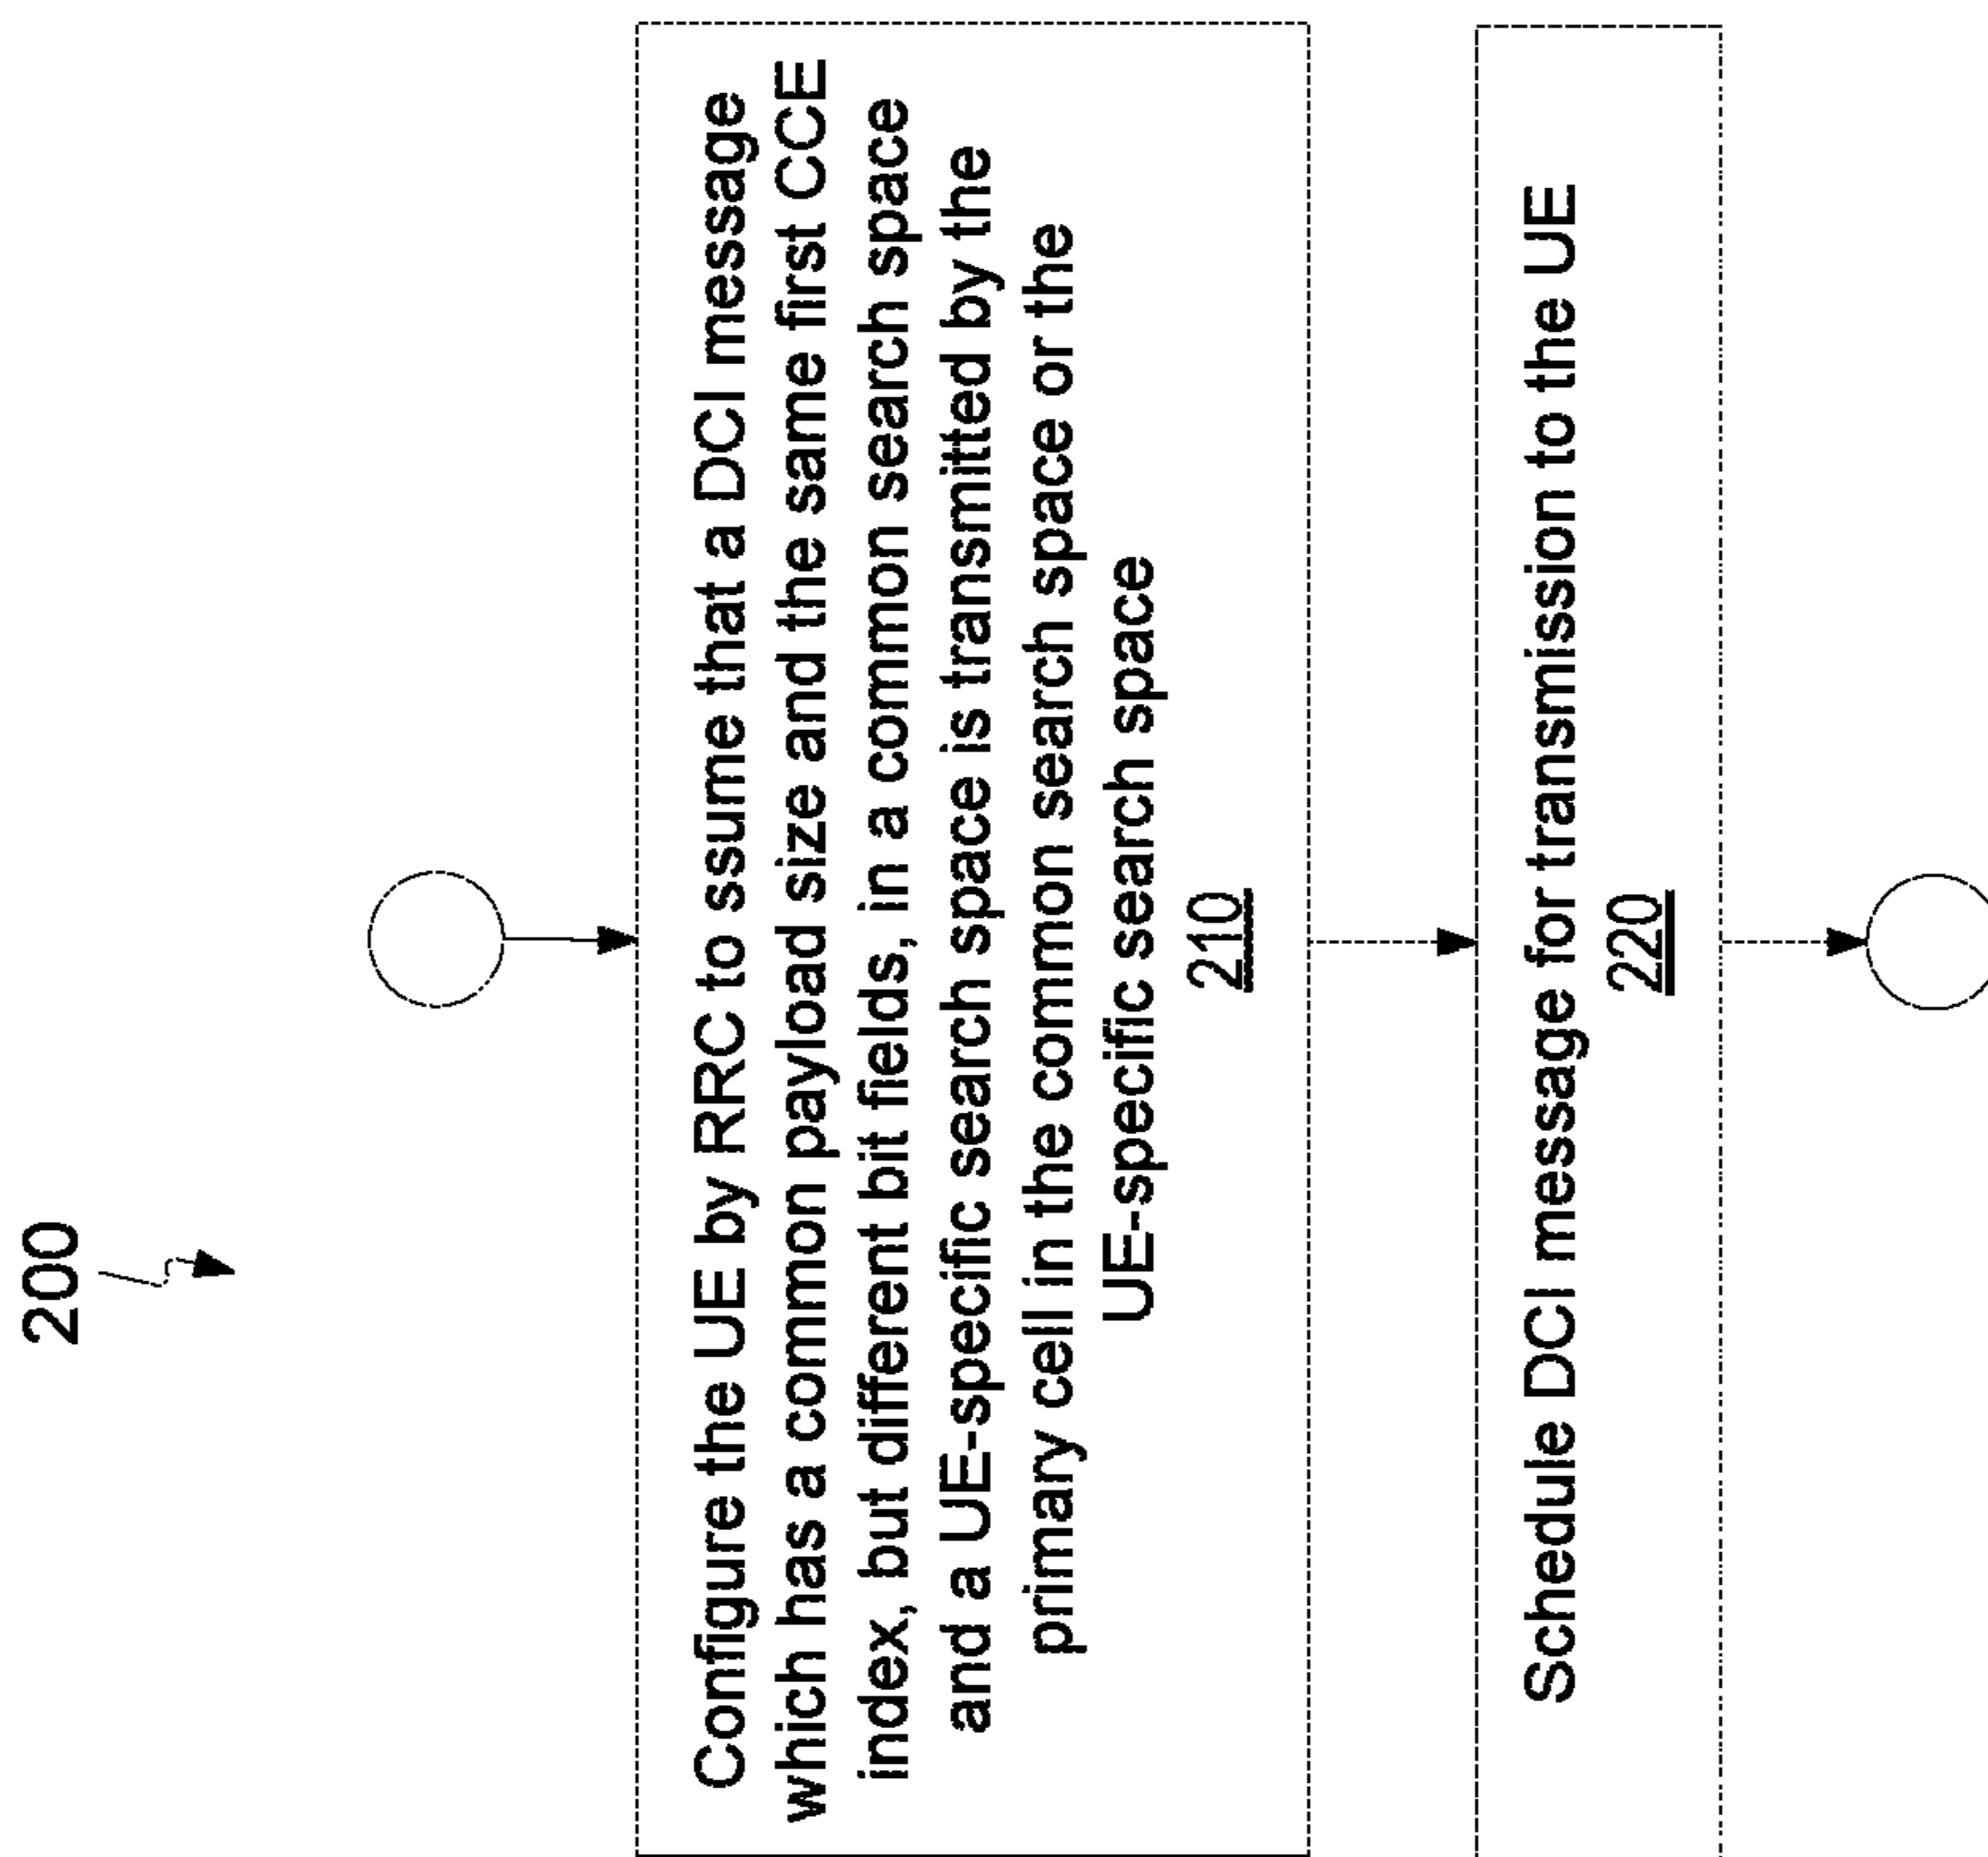 200
Configure the UE by RRC to assume that a DCI message
which has a common payload size and the same first CCE
index, but different bit fields, in a common search space
and a UE-specific search space is transmitted by the
primary cell in the common search space or the
UE-specific search space
210
Schedule DCI message for transmission to the UE
220